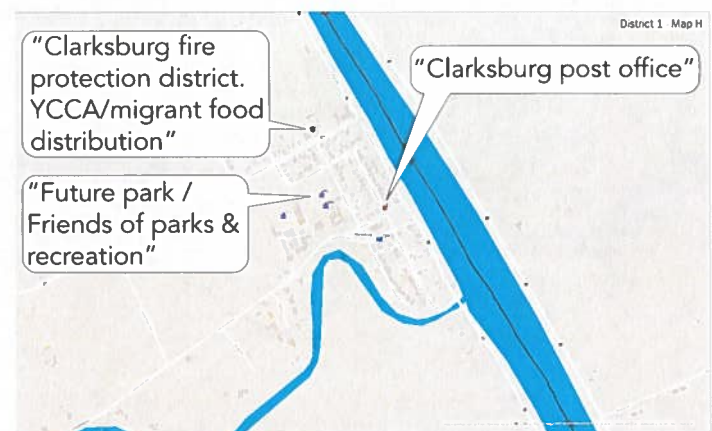 District 1 Map H
"Clarksburg fire
protection district.
YCCA/migrant food
distribution"
"Clarksburg post office"
"Future park /
Friends of parks &
recreation"